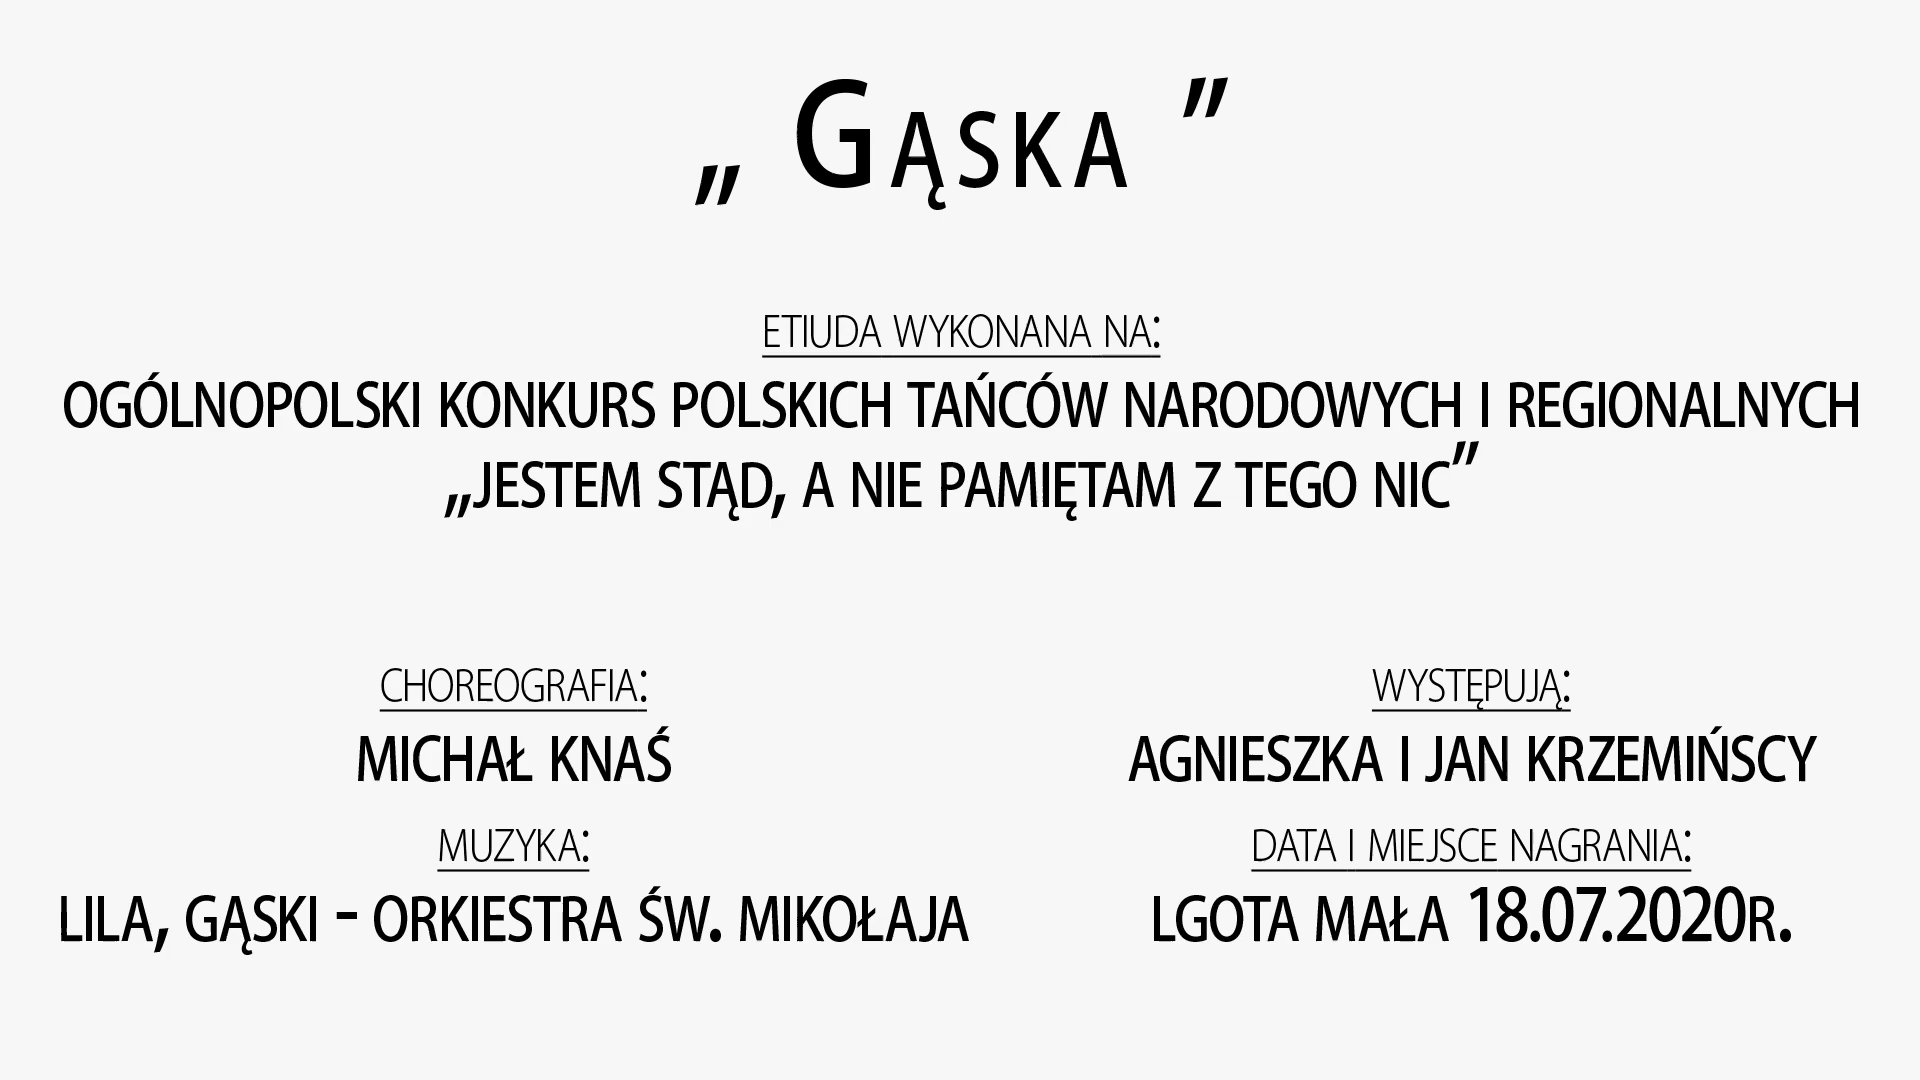 „ Gąska ”
ETIUDA WYKONANA NA:
OGÓLNOPOLSKI KONKURS POLSKICH TAŃCÓW NARODOWYCH I REGIONALNYCH
„JESTEM STĄD, A NIE PAMIĘTAM Z TEGO NIC”
CHOREOGRAFIA:
MICHAŁ KNAŚ
MUZYKA:
LILA, GĄSKI - ORKIESTRA ŚW. MIKOŁAJA
WYSTĘPUJĄ:
AGNIESZKA I JAN KRZEMIŃSCY
DATA I MIEJSCE NAGRANIA:
LGOTA MAŁA 18.07.2020R.